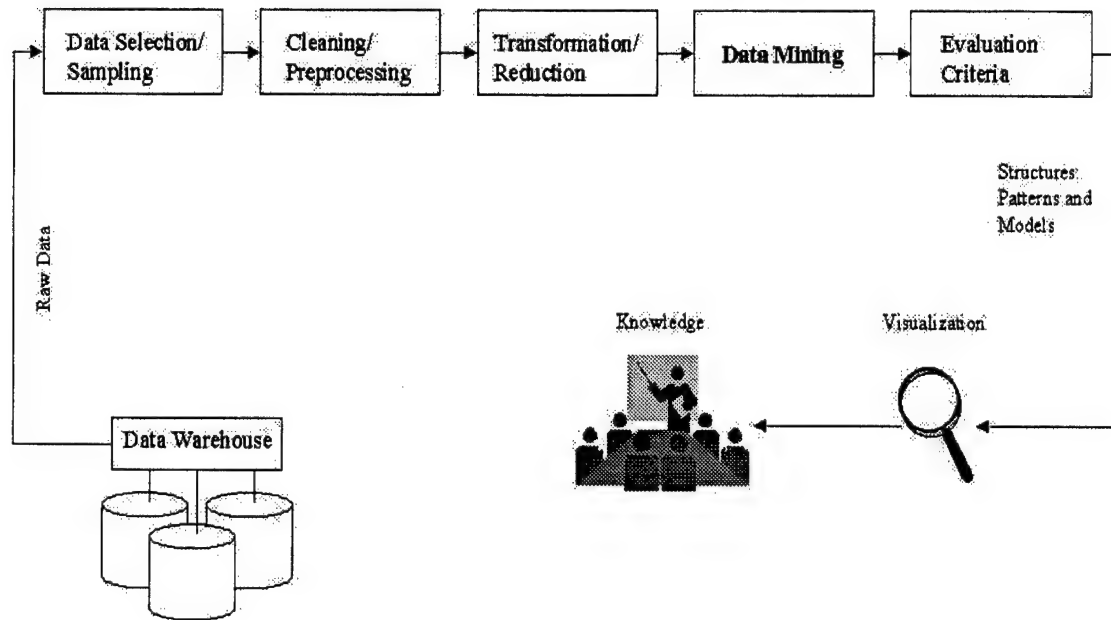 Data Selection/
Sampling
Cleaning/
Preprocessing
Transformation/
Reduction
Data Mining
Evaluation
Criteria
Structures:
Patterns and
Models
Raw Data
Knowledge
Visualization
Data Warehouse